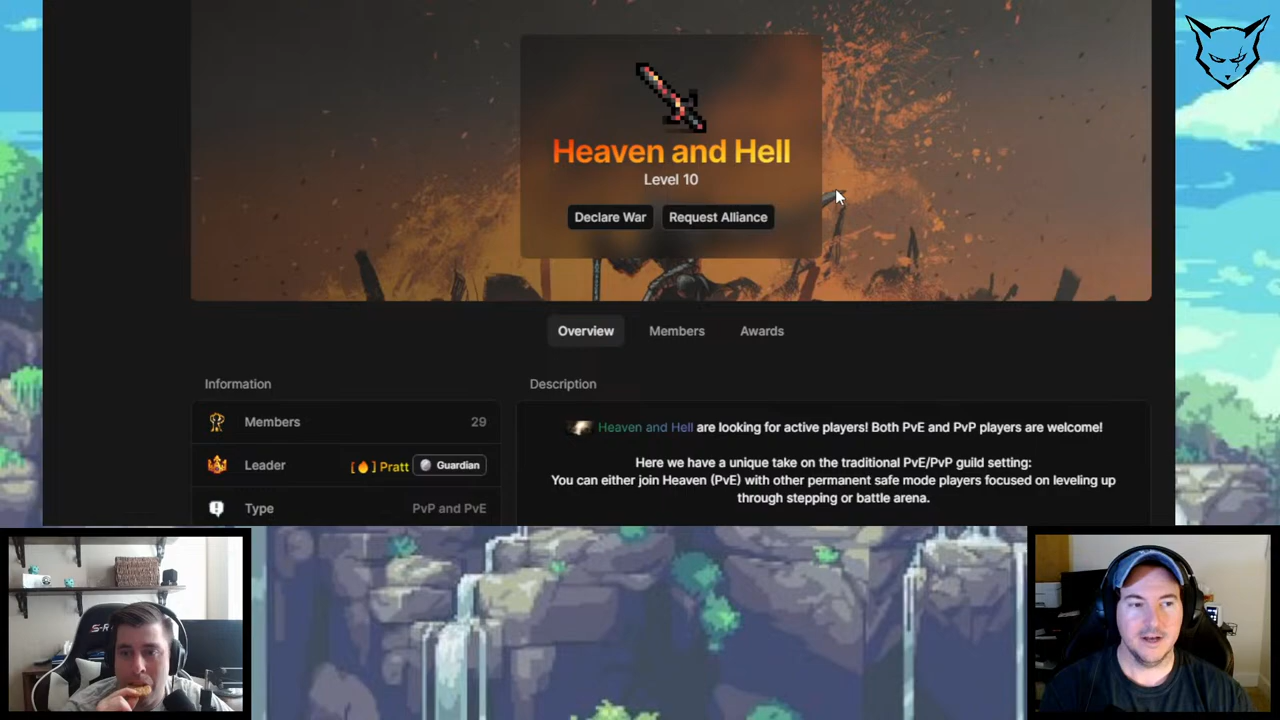 Heaven and Hell
Level 10
Declare War Request Alliance
Overview Members Awards
Information
Members 29
Leader [🔥] Pratt Guardian
Type PvP and PvE
Description
Heaven and Hell are looking for active players! Both PvE and PvP players are welcome!
Here we have a unique take on the traditional PvE/PvP guild setting:
You can either join Heaven (PvE) with other permanent safe mode players focused on leveling up
through stepping or battle arena.